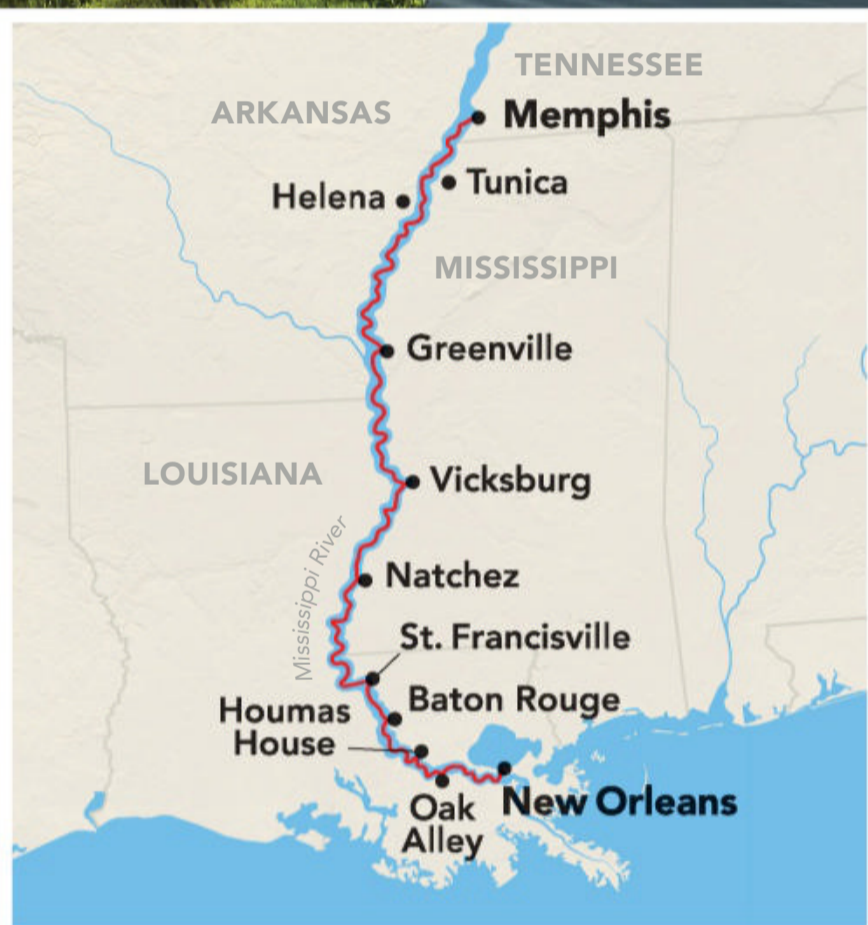 TENNESSEE
ARKANSAS
Memphis
Tunica
Helena
MISSISSIPPI
Greenville
LOUISIANA
Vicksburg
Mississippi River
Natchez
St. Francisville
Baton Rouge
Houmas
House
New Orleans
Oak
Alley